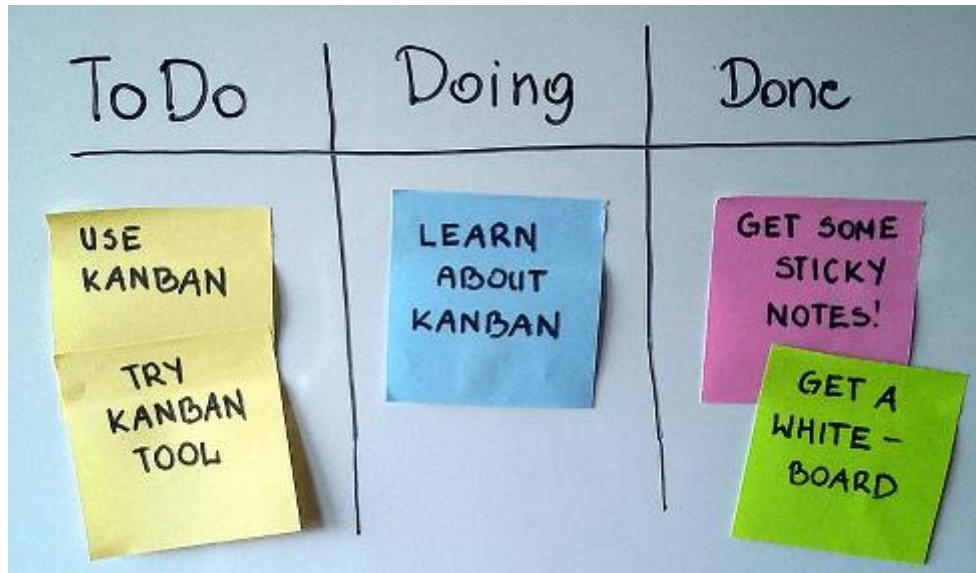 To Do
Doing
Done
USE
KANBAN
TRY
KANBAN
TOOL
LEARN
ABOUT
KANBAN
GET SOME
STICKY
NOTES!
GET A
WHITE-
BOARD